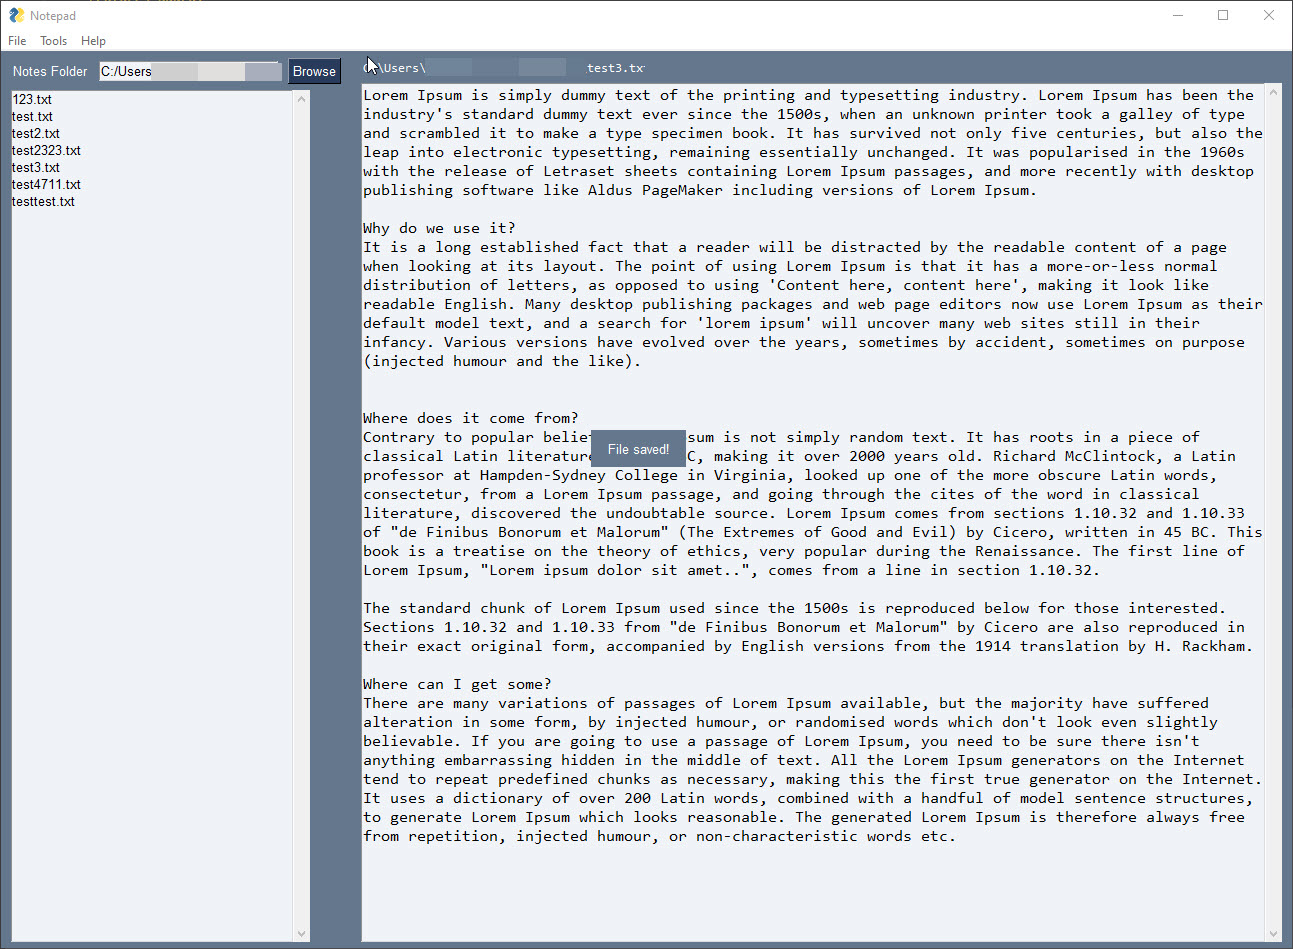 Notepad
File Tools Help
Notes Folder C:/Users Browse
:\Users\ test3.tx
123.txt
test.txt
test2.txt
test2323.txt
test3.txt
test4711.txt
testtest.txt
Lorem Ipsum is simply dummy text of the printing and typesetting industry. Lorem Ipsum has been the
industry's standard dummy text ever since the 1500s, when an unknown printer took a galley of type
and scrambled it to make a type specimen book. It has survived not only five centuries, but also the
leap into electronic typesetting, remaining essentially unchanged. It was popularised in the 1960s
with the release of Letraset sheets containing Lorem Ipsum passages, and more recently with desktop
publishing software like Aldus PageMaker including versions of Lorem Ipsum.
Why do we use it?
It is a long established fact that a reader will be distracted by the readable content of a page
when looking at its layout. The point of using Lorem Ipsum is that it has a more-or-less normal
distribution of letters, as opposed to using 'Content here, content here', making it look like
readable English. Many desktop publishing packages and web page editors now use Lorem Ipsum as their
default model text, and a search for 'lorem ipsum' will uncover many web sites still in their
infancy. Various versions have evolved over the years, sometimes by accident, sometimes on purpose
(injected humour and the like).
Where does it come from?
Contrary to popular belie sum is not simply random text. It has roots in a piece of
classical Latin literature C, making it over 2000 years old. Richard McClintock, a Latin
File saved!
professor at Hampden-Sydney College in Virginia, looked up one of the more obscure Latin words,
consectetur, from a Lorem Ipsum passage, and going through the cites of the word in classical
literature, discovered the undoubtable source. Lorem Ipsum comes from sections 1.10.32 and 1.10.33
of "de Finibus Bonorum et Malorum" (The Extremes of Good and Evil) by Cicero, written in 45 BC. This
book is a treatise on the theory of ethics, very popular during the Renaissance. The first line of
Lorem Ipsum, "Lorem ipsum dolor sit amet..", comes from a line in section 1.10.32.
The standard chunk of Lorem Ipsum used since the 1500s is reproduced below for those interested.
Sections 1.10.32 and 1.10.33 from "de Finibus Bonorum et Malorum" by Cicero are also reproduced in
their exact original form, accompanied by English versions from the 1914 translation by H. Rackham.
Where can I get some?
There are many variations of passages of Lorem Ipsum available, but the majority have suffered
alteration in some form, by injected humour, or randomised words which don't look even slightly
believable. If you are going to use a passage of Lorem Ipsum, you need to be sure there isn't
anything embarrassing hidden in the middle of text. All the Lorem Ipsum generators on the Internet
tend to repeat predefined chunks as necessary, making this the first true generator on the Internet.
It uses a dictionary of over 200 Latin words, combined with a handful of model sentence structures,
to generate Lorem Ipsum which looks reasonable. The generated Lorem Ipsum is therefore always free
from repetition, injected humour, or non-characteristic words etc.